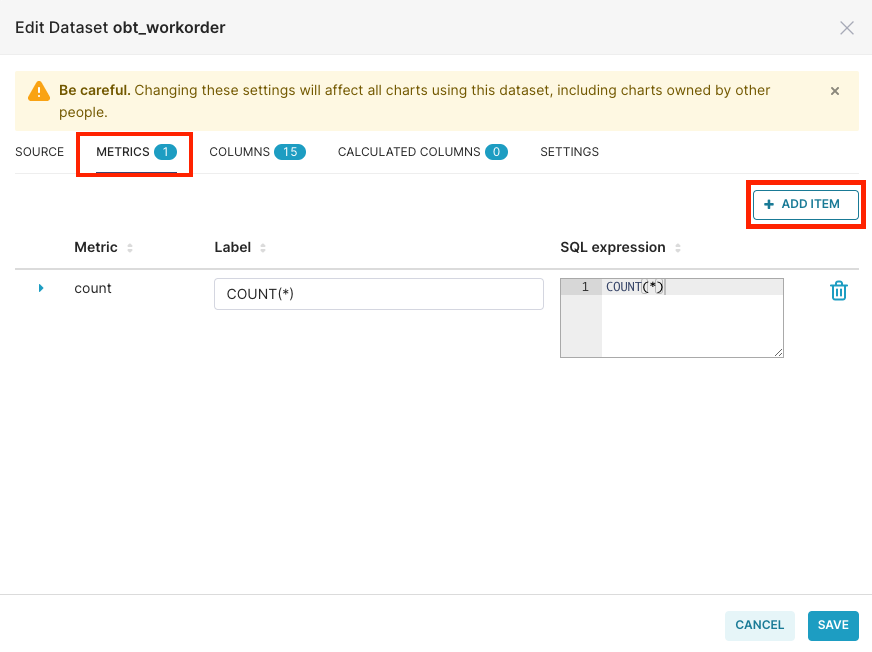 Edit Dataset obt_workorder
Be careful. Changing these settings will affect all charts using this dataset, including charts owned by other
people.
SOURCE METRICS 1 COLUMNS 15 CALCULATED COLUMNS 0 SETTINGS
+ ADD ITEM
Metric Label SQL expression
count COUNT(*) 1 COUNT(*)
CANCEL SAVE